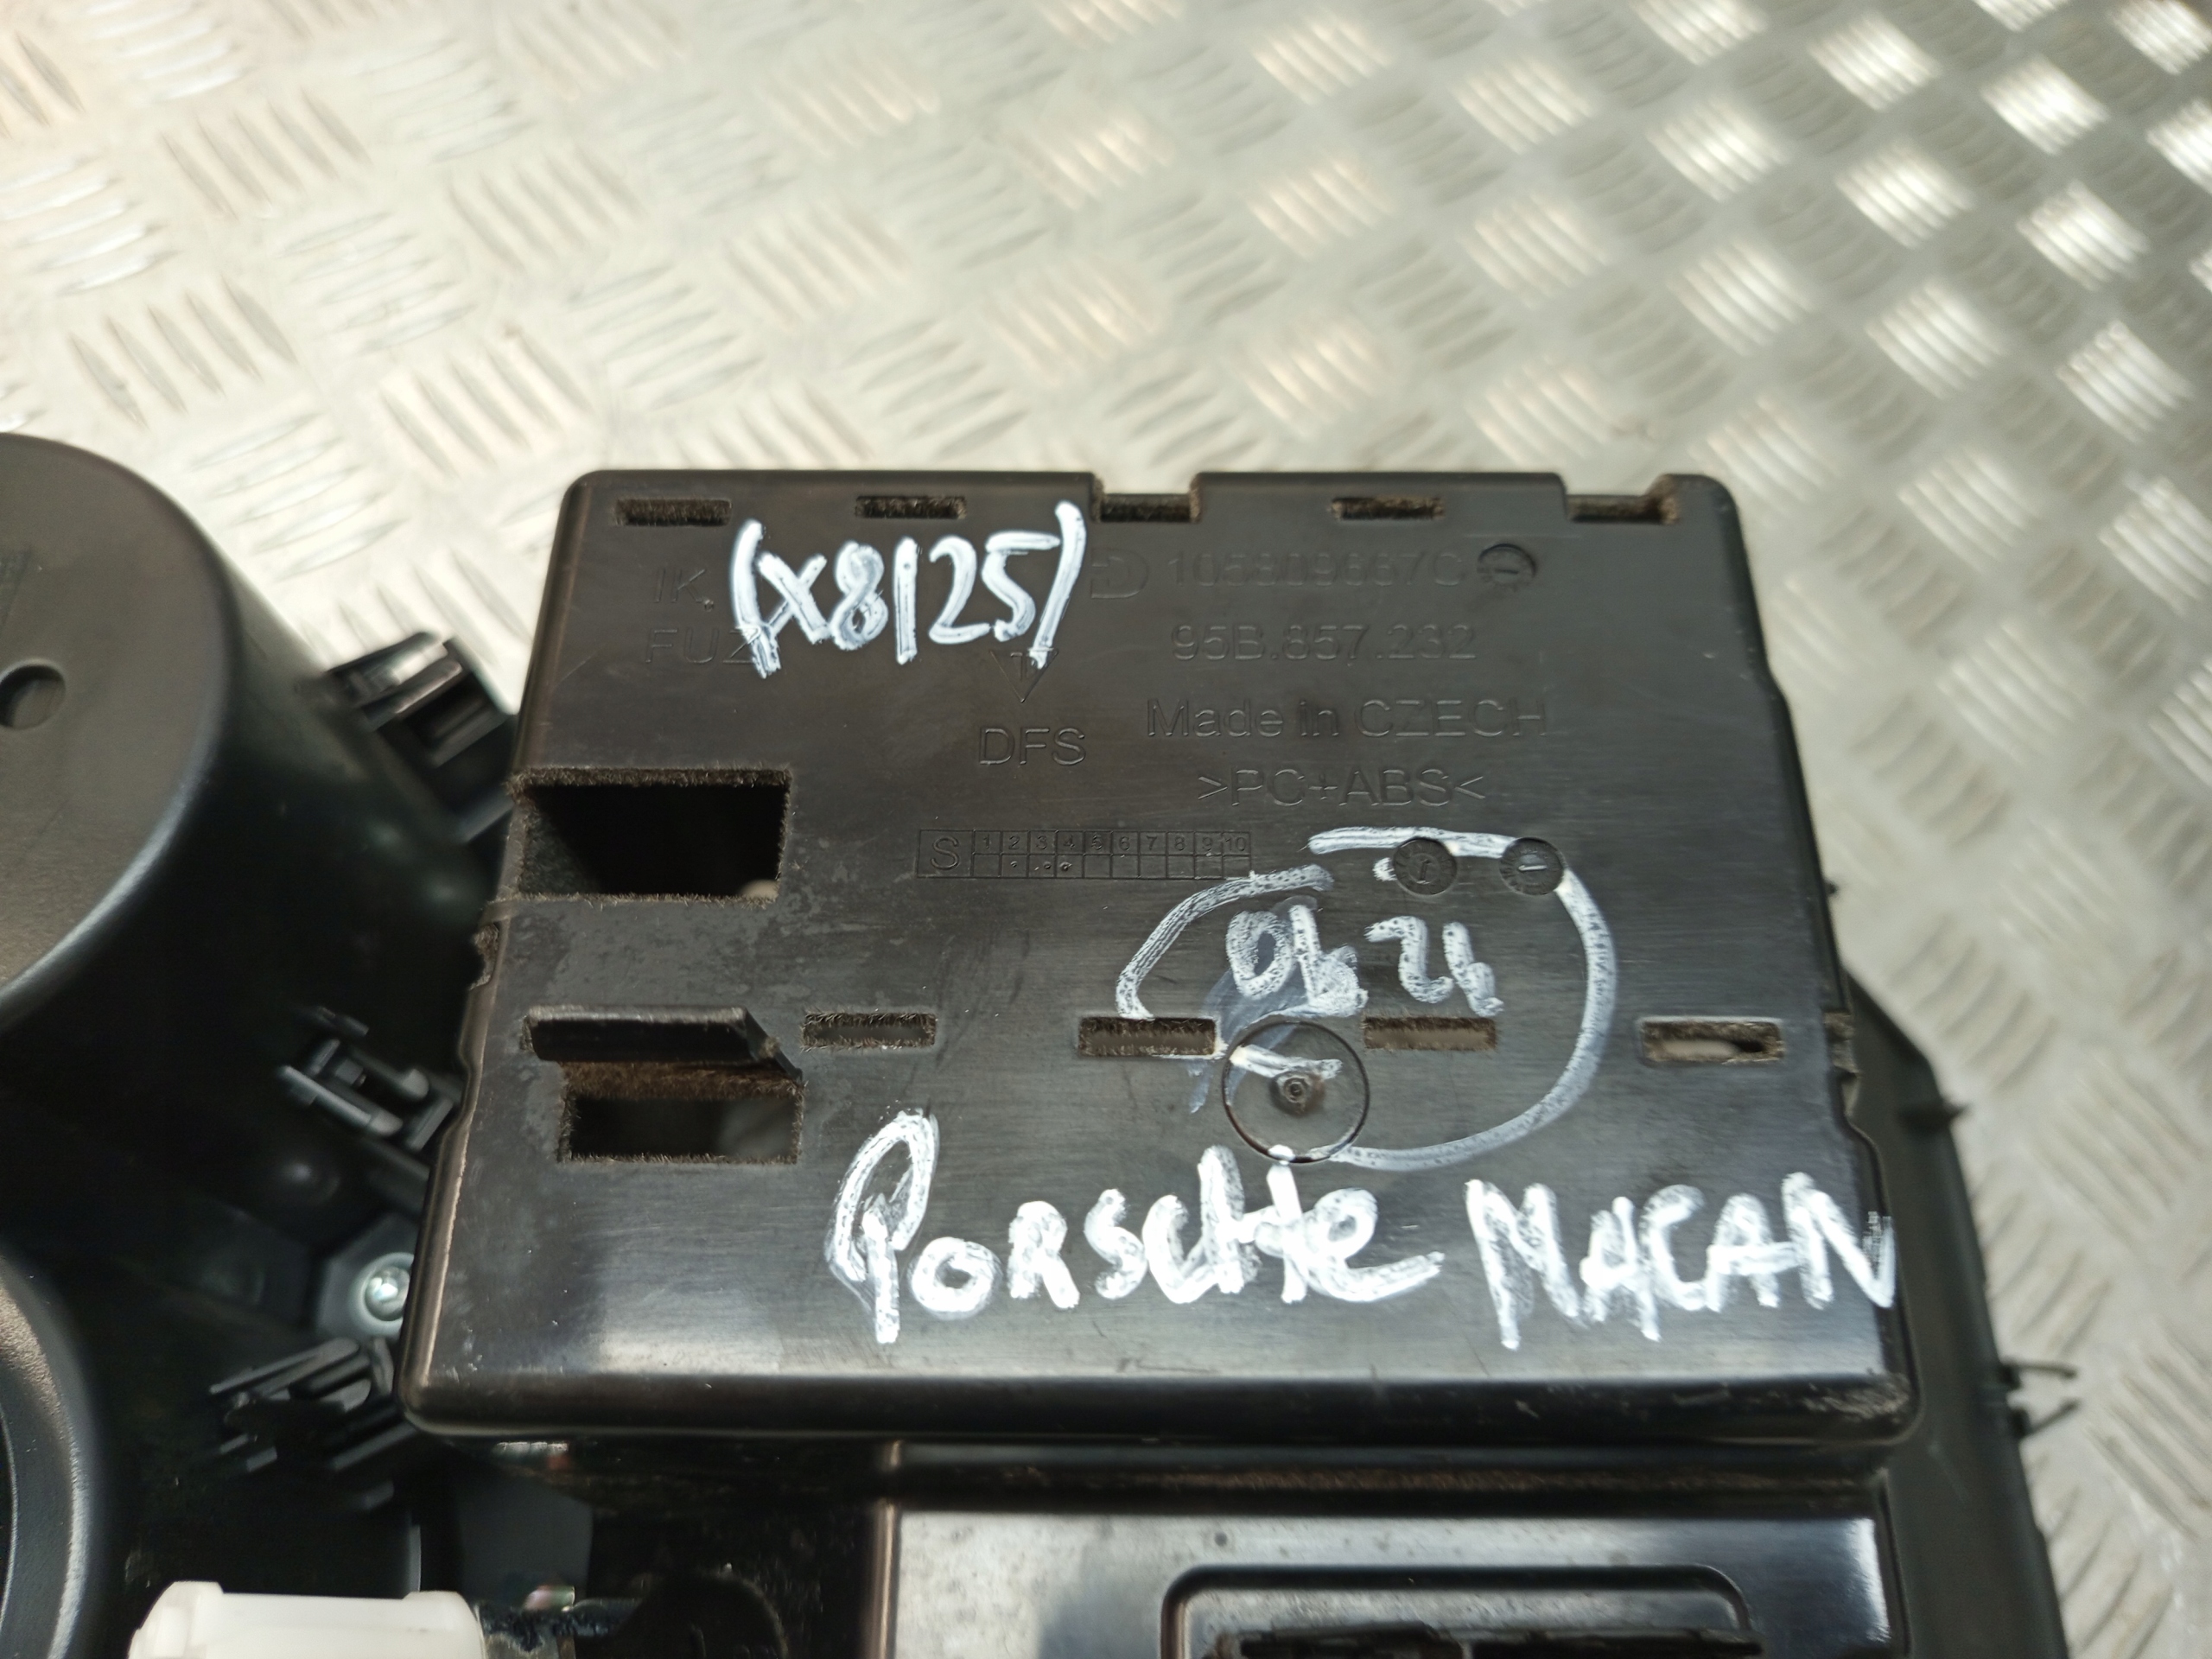 (X8125)
IK.
FUZ
95B.857.232
Made in CZECH
DFS
>PC+ABS<
S 1 2 3 4 5 6 7 8 9 10
PORSCHE MACAN